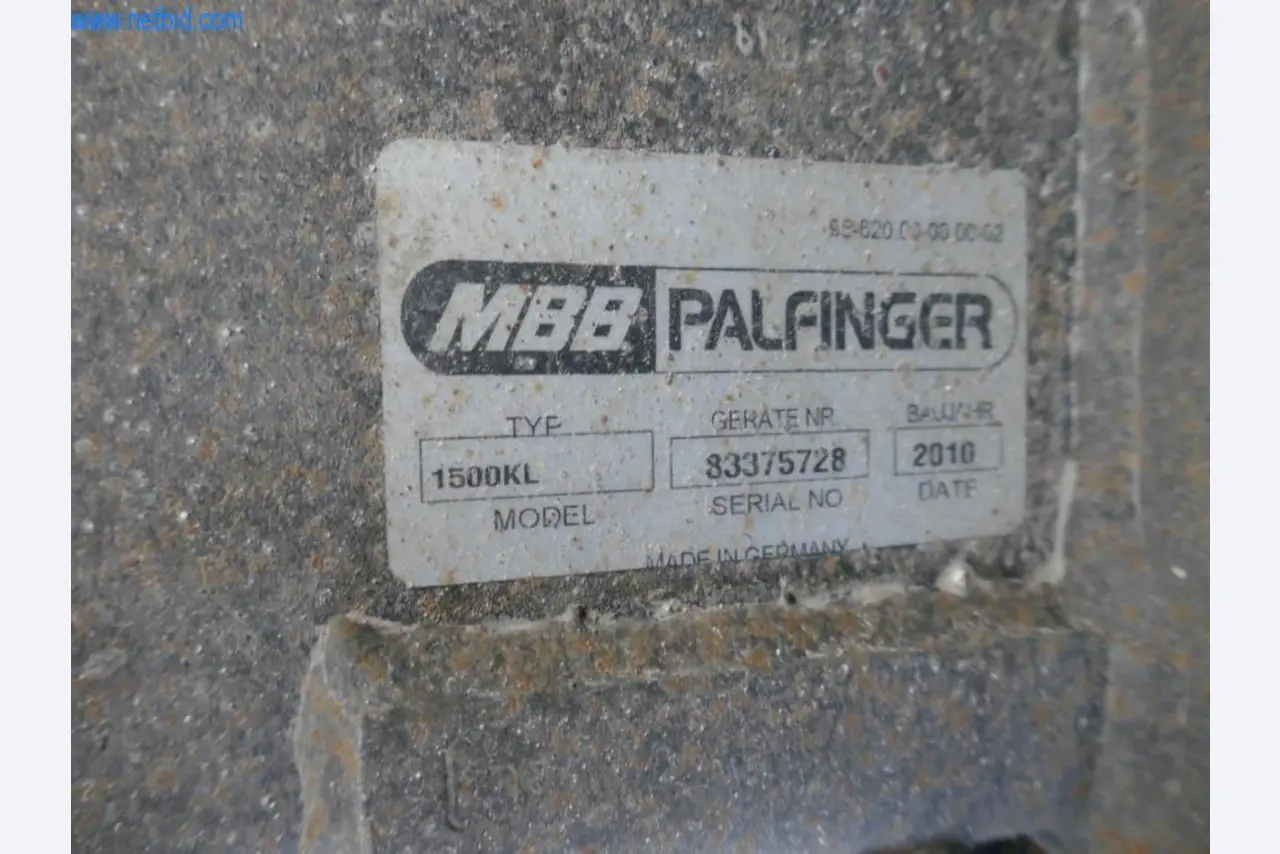 www.netbid.com
MBB PALFINGER
TYP GERÄTE NR. BAUJAHR
1500KL 83375728 2010
MODEL SERIAL NO DATE
MADE IN GERMANY